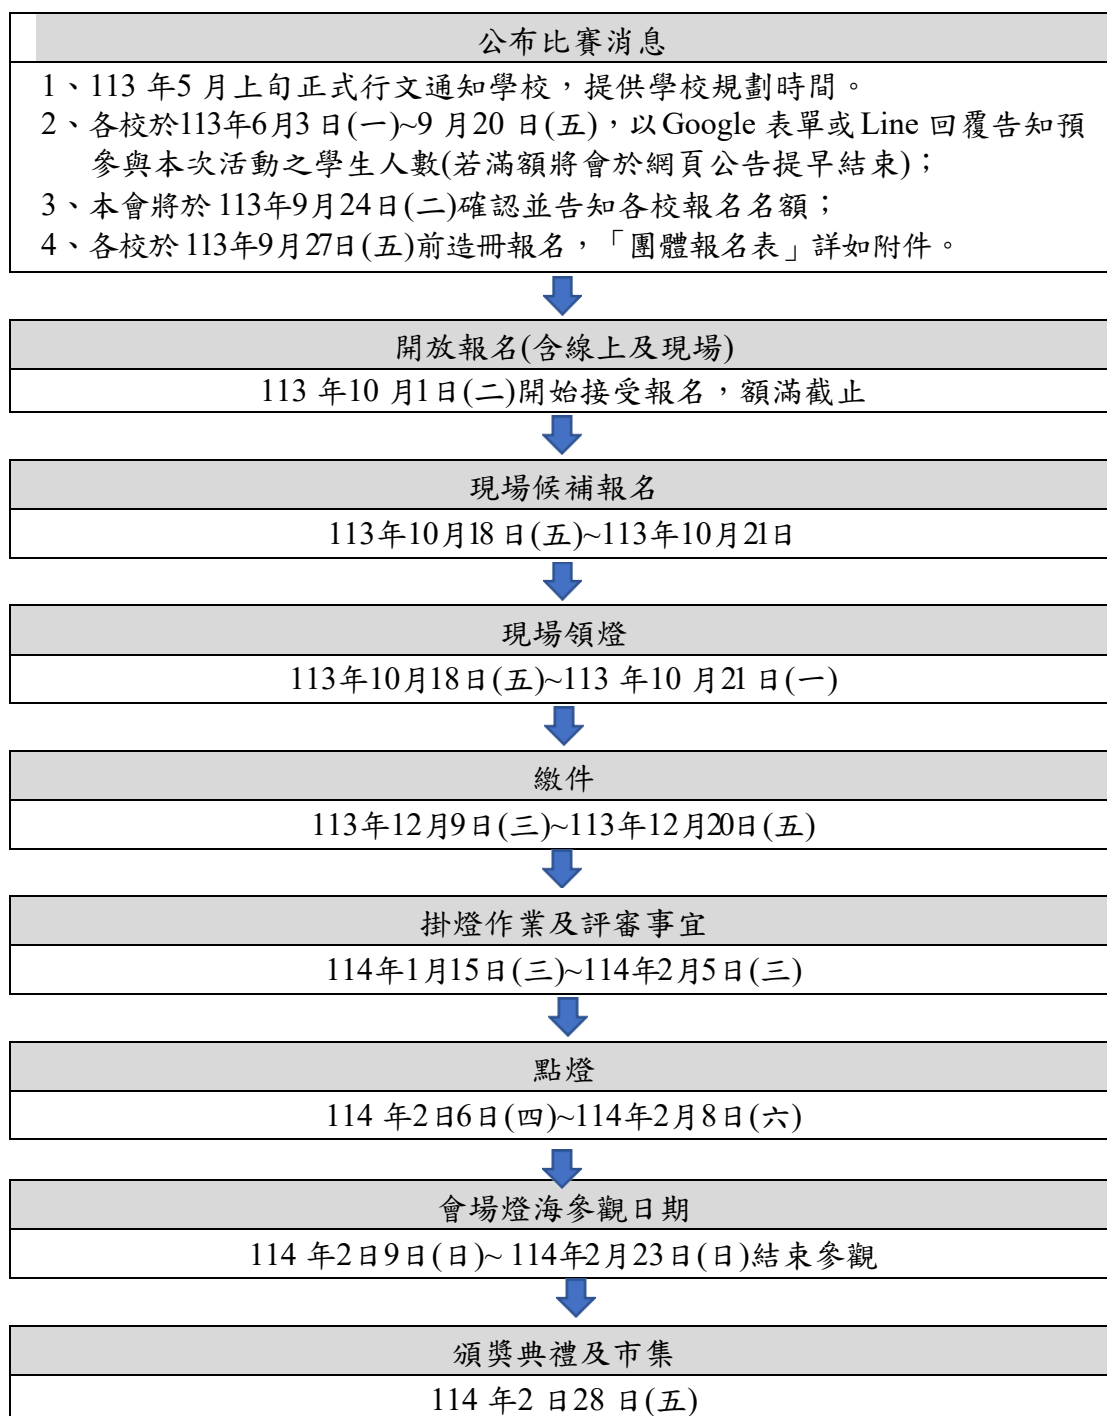 公布比賽消息
1、113 年5 月上旬正式行文通知學校，提供學校規劃時間。
2、各校於113年6月3 日(一)~9 月20 日(五)，以Google 表單或Line 回覆告知預
參與本次活動之學生人數(若滿額將會於網頁公告提早結束)；
3、本會將於 113年9月24日(二)確認並告知各校報名名額；
4、各校於 113年9月27日(五)前造冊報名，「團體報名表」詳如附件。
開放報名(含線上及現場)
113 年10 月1日(二)開始接受報名，額滿截止
現場候補報名
113年10月18 日(五)~113年10月21日
現場領燈
113年10月18日(五)~113 年10 月21 日(一)
繳件
113年12月9日(三)~113年12月20日(五)
掛燈作業及評審事宜
114年1月15日(三)~114年2月5日(三)
點燈
114 年2日6日(四)~114年2月8日(六)
會場燈海參觀日期
114 年2日9日(日)~ 114年2月23日(日)結束參觀
頒獎典禮及市集
114 年2 日28 日(五)